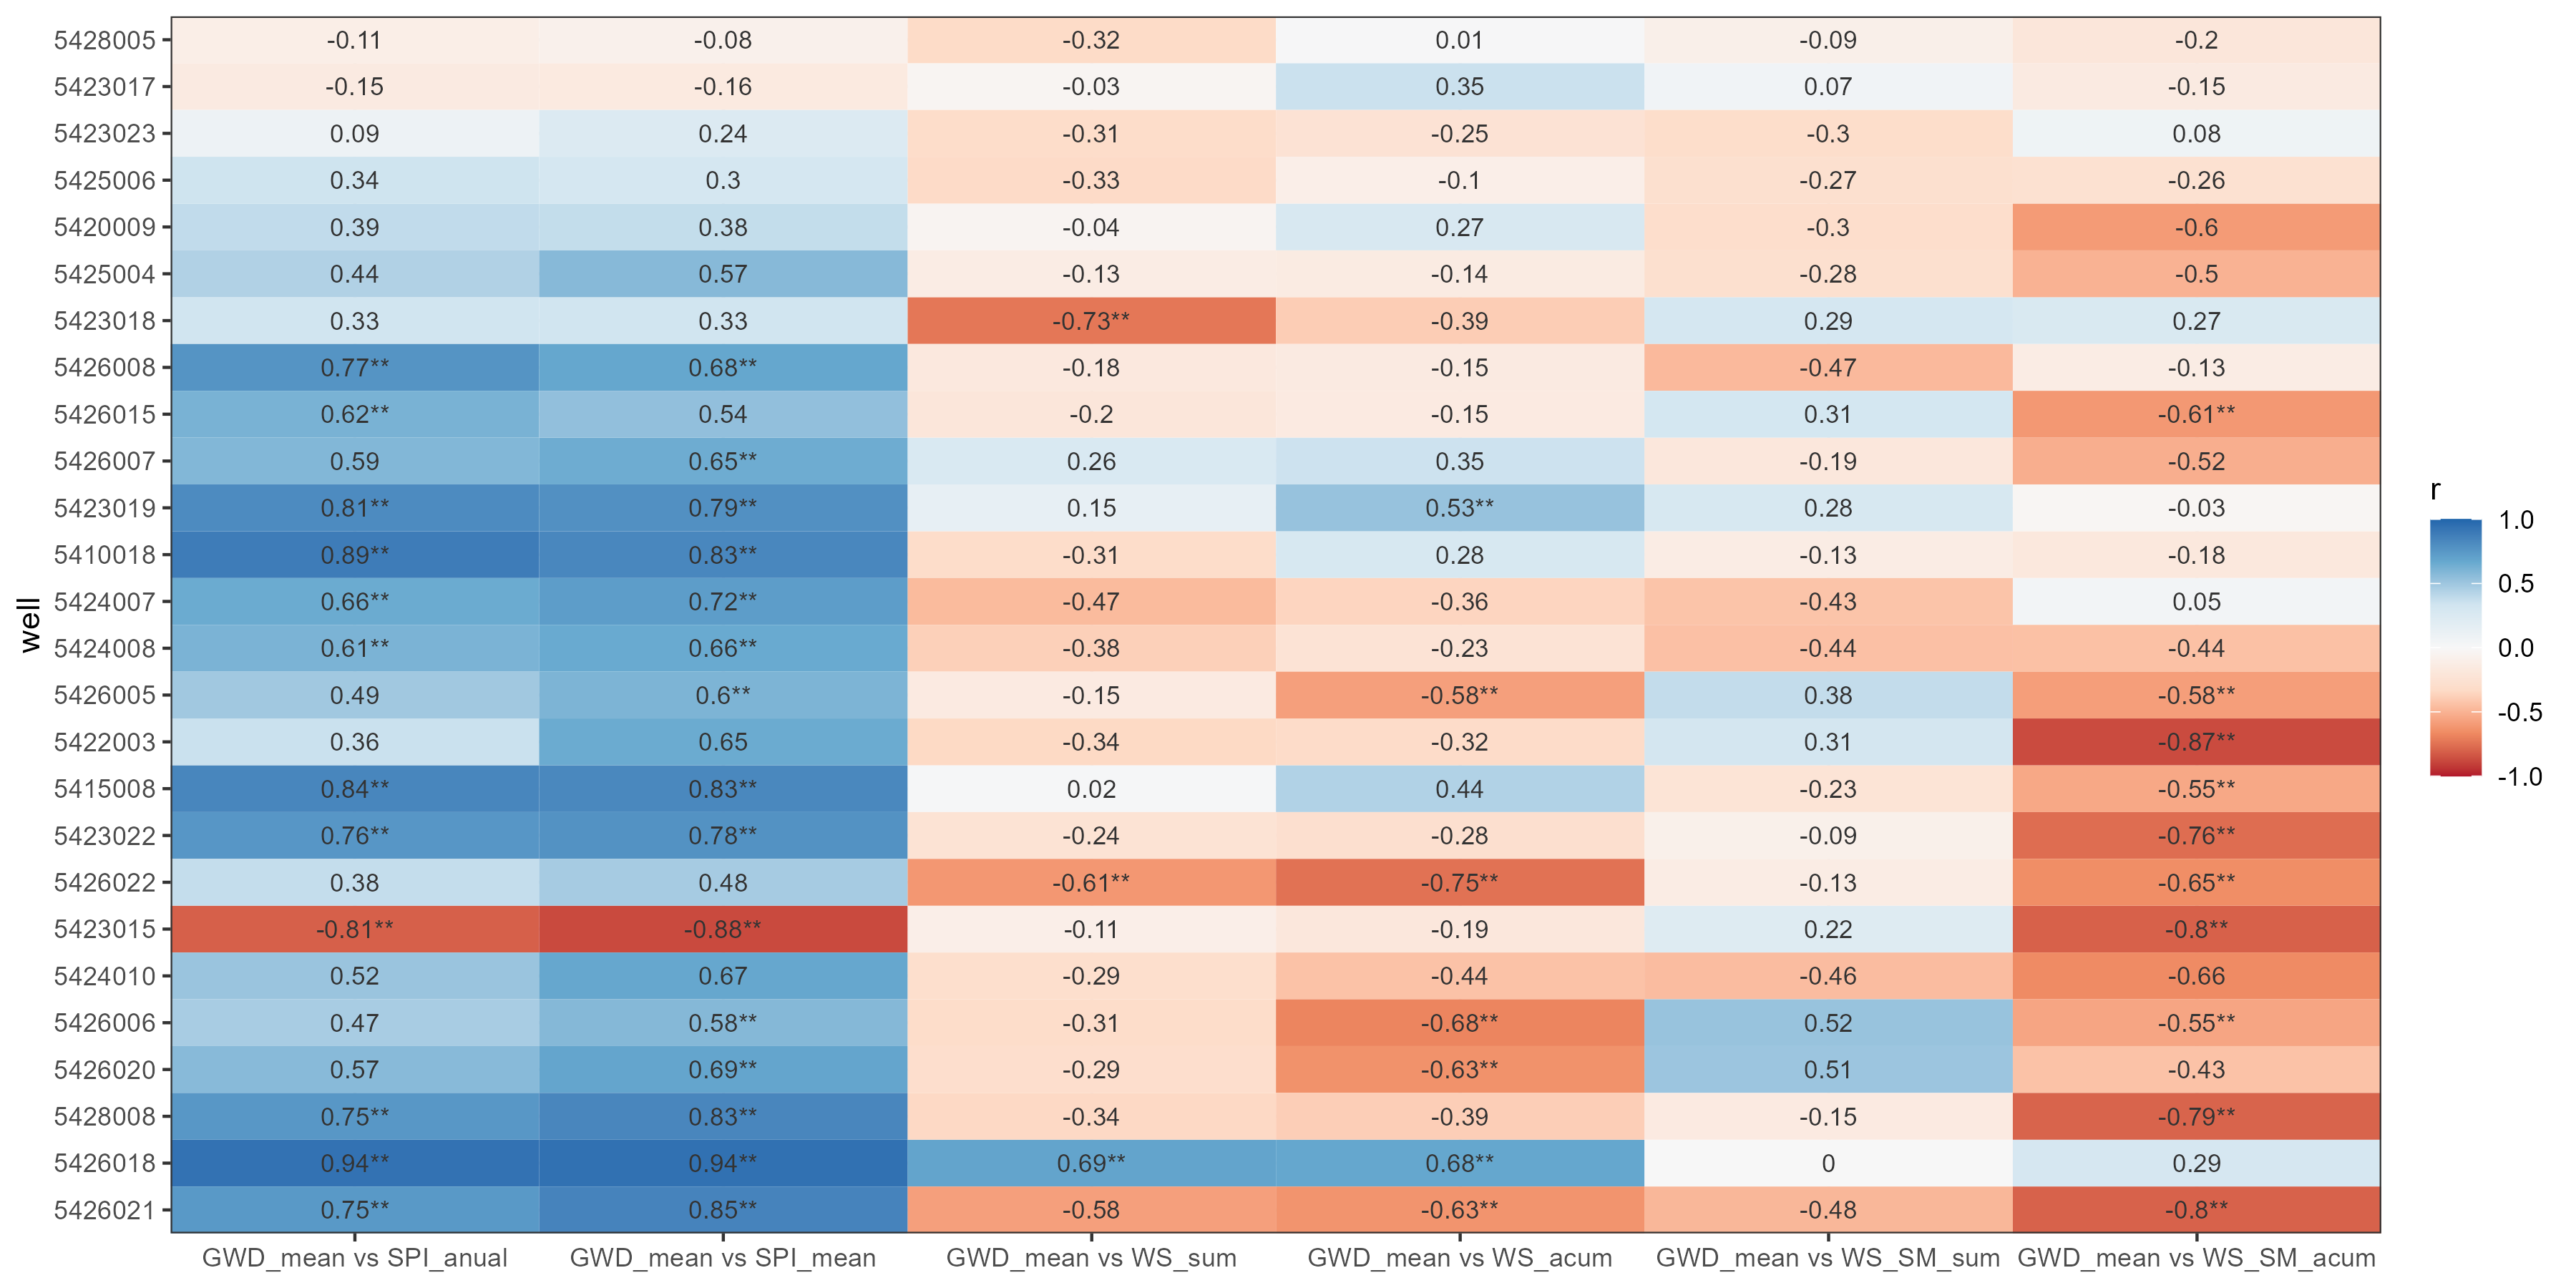 5428005 -0.11 -0.08 -0.32 0.01 -0.09 -0.2
5423017 -0.15 -0.16 -0.03 0.35 0.07 -0.15
5423023 0.09 0.24 -0.31 -0.25 -0.3 0.08
5425006 0.34 0.3 -0.33 -0.1 -0.27 -0.26
5420009 0.39 0.38 -0.04 0.27 -0.3 -0.6
5425004 0.44 0.57 -0.13 -0.14 -0.28 -0.5
5423018 0.33 0.33 -0.73** -0.39 0.29 0.27
5426008 0.77** 0.68** -0.18 -0.15 -0.47 -0.13
5426015 0.62** 0.54 -0.2 -0.15 0.31 -0.61**
5426007 0.59 0.65** 0.26 0.35 -0.19 -0.52
5423019 0.81** 0.79** 0.15 0.53** 0.28 -0.03
5410018 0.89** 0.83** -0.31 0.28 -0.13 -0.18
5424007 0.66** 0.72** -0.47 -0.36 -0.43 0.05
5424008 0.61** 0.66** -0.38 -0.23 -0.44 -0.44
5426005 0.49 0.6** -0.15 -0.58** 0.38 -0.58**
5422003 0.36 0.65 -0.34 -0.32 0.31 -0.87**
5415008 0.84** 0.83** 0.02 0.44 -0.23 -0.55**
5423022 0.76** 0.78** -0.24 -0.28 -0.09 -0.76**
5426022 0.38 0.48 -0.61** -0.75** -0.13 -0.65**
5423015 -0.81** -0.88** -0.11 -0.19 0.22 -0.8**
5424010 0.52 0.67 -0.29 -0.44 -0.46 -0.66
5426006 0.47 0.58** -0.31 -0.68** 0.52 -0.55**
5426020 0.57 0.69** -0.29 -0.63** 0.51 -0.43
5428008 0.75** 0.83** -0.34 -0.39 -0.15 -0.79**
5426018 0.94** 0.94** 0.69** 0.68** 0 0.29
5426021 0.75** 0.85** -0.58 -0.63** -0.48 -0.8**
GWD_mean vs SPI_anual GWD_mean vs SPI_mean GWD_mean vs WS_sum GWD_mean vs WS_acum GWD_mean vs WS_SM_sum GWD_mean vs WS_SM_acum
well
r
1.0
0.5
0.0
-0.5
-1.0